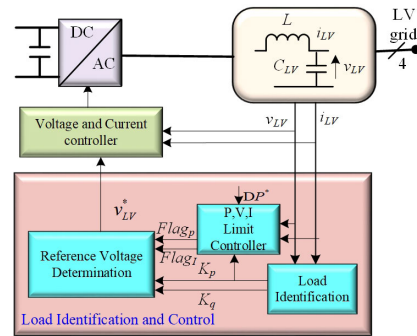 DC
AC
L
i_LV
C_LV
v_LV
LV
grid
4
v_LV
i_LV
Voltage and Current
controller
v*_LV
DP*
P,V,I
Limit
Controller
Flag_p
Flag_I
Reference Voltage
Determination
K_p
K_q
Load
Identification
Load Identification and Control